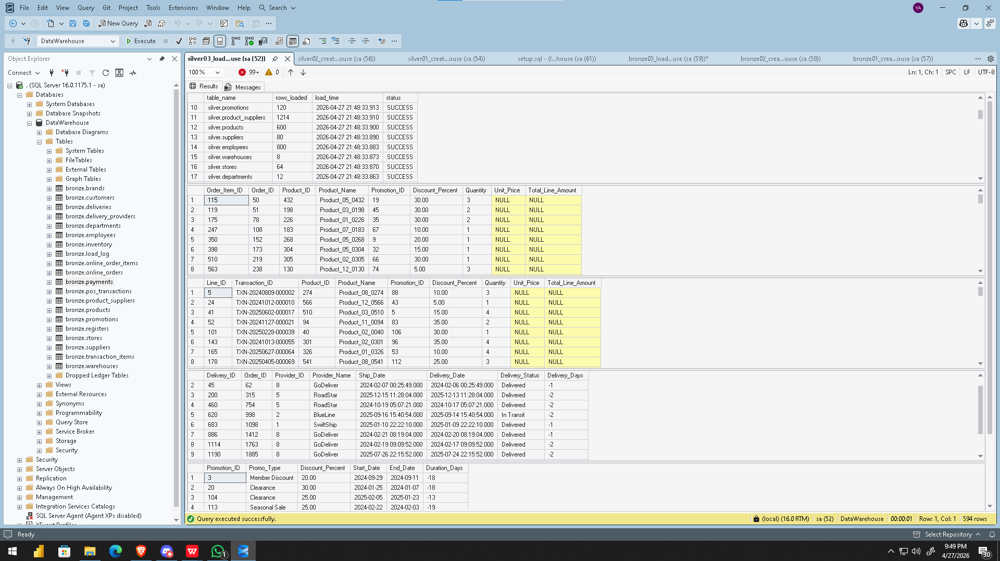 File Edit View Query Git Project Tools Extensions Window Help Search YA
New Query
DataWarehouse Execute
Object Explorer
Connect
. (SQL Server 16.0.1175.1 - sa)
Databases
System Databases
Database Snapshots
DataWarehouse
Database Diagrams
Tables
System Tables
FileTables
External Tables
Graph Tables
bronze.brands
bronze.customers
bronze.deliveries
bronze.delivery_providers
bronze.departments
bronze.employees
bronze.inventory
bronze.load_log
bronze.online_order_items
bronze.online_orders
bronze.payments
bronze.pos_transactions
bronze.product_suppliers
bronze.products
bronze.promotions
bronze.registers
bronze.stores
bronze.suppliers
bronze.transaction_items
bronze.warehouses
Dropped Ledger Tables
Views
External Resources
Synonyms
Programmability
Query Store
Service Broker
Storage
Security
Security
Server Objects
Replication
Always On High Availability
Management
Integration Services Catalogs
SQL Server Agent (Agent XPs disabled)
silver03_load...use (sa (52)) silver02_creat...ouse (sa (56)) silver01_creat...ouse (sa (54)) setup.sql - (l...house (sa (61)) bronze03_load...use (sa (59))* bronze02_crea...ouse (sa (58)) bronze01_crea...ouse (sa (57))
100 % 99+ 0 Ln: 1, Ch: 1 SPC LF UTF-8
Results Messages
table_name rows_loaded load_time status
10 silver.promotions 120 2026-04-27 21:48:33.913 SUCCESS
11 silver.product_suppliers 1214 2026-04-27 21:48:33.910 SUCCESS
12 silver.products 600 2026-04-27 21:48:33.900 SUCCESS
13 silver.suppliers 80 2026-04-27 21:48:33.890 SUCCESS
14 silver.employees 800 2026-04-27 21:48:33.883 SUCCESS
15 silver.warehouses 8 2026-04-27 21:48:33.873 SUCCESS
16 silver.stores 64 2026-04-27 21:48:33.870 SUCCESS
17 silver.departments 12 2026-04-27 21:48:33.863 SUCCESS
Order_Item_ID Order_ID Product_ID Product_Name Promotion_ID Discount_Percent Quantity Unit_Price Total_Line_Amount
1 115 50 432 Product_05_0432 19 30.00 3 NULL NULL
2 119 51 198 Product_03_0198 45 30.00 2 NULL NULL
3 175 78 226 Product_01_0226 35 30.00 2 NULL NULL
4 247 108 183 Product_07_0183 67 10.00 1 NULL NULL
5 350 152 268 Product_05_0268 9 20.00 1 NULL NULL
6 398 173 304 Product_05_0304 32 15.00 1 NULL NULL
7 510 219 305 Product_02_0305 66 30.00 1 NULL NULL
8 563 238 130 Product_12_0130 74 5.00 3 NULL NULL
Line_ID Transaction_ID Product_ID Product_Name Promotion_ID Discount_Percent Quantity Unit_Price Total_Line_Amount
1 5 TXN-20240809-000002 274 Product_08_0274 88 10.00 3 NULL NULL
2 24 TXN-20241012-000010 566 Product_12_0566 43 5.00 1 NULL NULL
3 41 TXN-20250602-000017 510 Product_03_0510 5 15.00 4 NULL NULL
4 52 TXN-20241127-000021 94 Product_11_0094 83 35.00 2 NULL NULL
5 101 TXN-20250228-000039 40 Product_02_0040 106 30.00 1 NULL NULL
6 143 TXN-20241013-000055 301 Product_02_0301 96 35.00 4 NULL NULL
7 165 TXN-20250627-000064 326 Product_01_0326 53 10.00 4 NULL NULL
8 178 TXN-20250405-000069 541 Product_08_0541 112 25.00 3 NULL NULL
Delivery_ID Order_ID Provider_ID Provider_Name Ship_Date Delivery_Date Delivery_Status Delivery_Days
2 45 62 8 GoDeliver 2024-02-07 00:25:49.000 2024-02-06 00:25:49.000 Delivered -1
3 200 315 5 RoadStar 2025-12-15 11:28:04.000 2025-12-13 11:28:04.000 Delivered -2
4 460 754 5 RoadStar 2024-10-19 05:07:21.000 2024-10-17 05:07:21.000 Delivered -2
5 620 998 2 BlueLine 2025-09-16 15:40:54.000 2025-09-14 15:40:54.000 In Transit -2
6 683 1098 1 SwiftShip 2025-01-10 22:22:10.000 2025-01-09 22:22:10.000 Delivered -1
7 886 1412 8 GoDeliver 2024-02-21 08:19:04.000 2024-02-20 08:19:04.000 Delivered -1
8 1114 1763 8 GoDeliver 2024-02-19 09:09:52.000 2024-02-17 09:09:52.000 Delivered -2
9 1190 1885 8 GoDeliver 2025-07-26 22:15:52.000 2025-07-24 22:15:52.000 Delivered -2
Promotion_ID Promo_Type Discount_Percent Start_Date End_Date Duration_Days
1 3 Member Discount 20.00 2024-09-29 2024-09-11 -18
2 20 Clearance 30.00 2024-01-25 2024-01-07 -18
3 104 Clearance 25.00 2025-02-05 2025-01-23 -13
4 113 Seasonal Sale 25.00 2024-02-22 2024-02-03 -19
Query executed successfully. (local) (16.0 RTM) sa (52) DataWarehouse 00:00:01 Row: 1, Col: 1 594 rows
Ready Select Repository
1 9:49 PM
4/27/2026 30